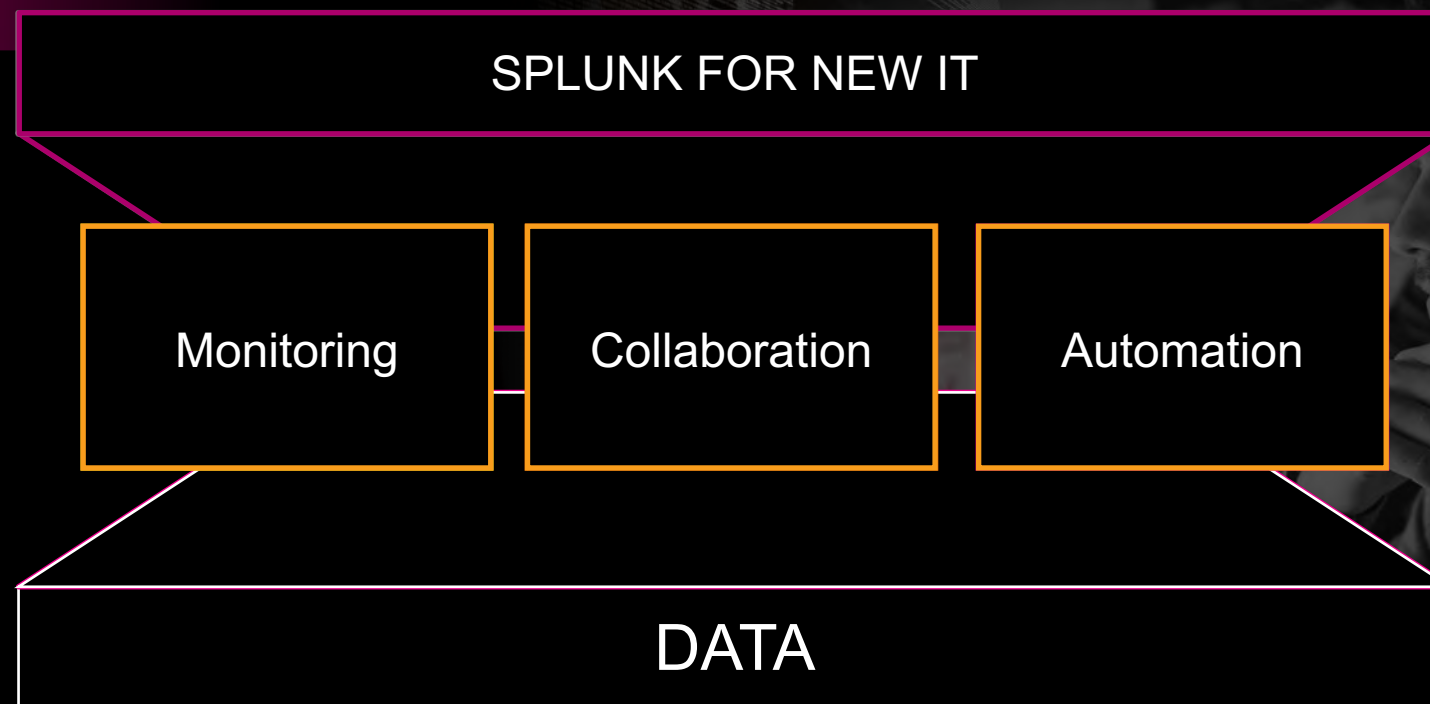 SPLUNK FOR NEW IT
Monitoring
Collaboration
Automation
DATA